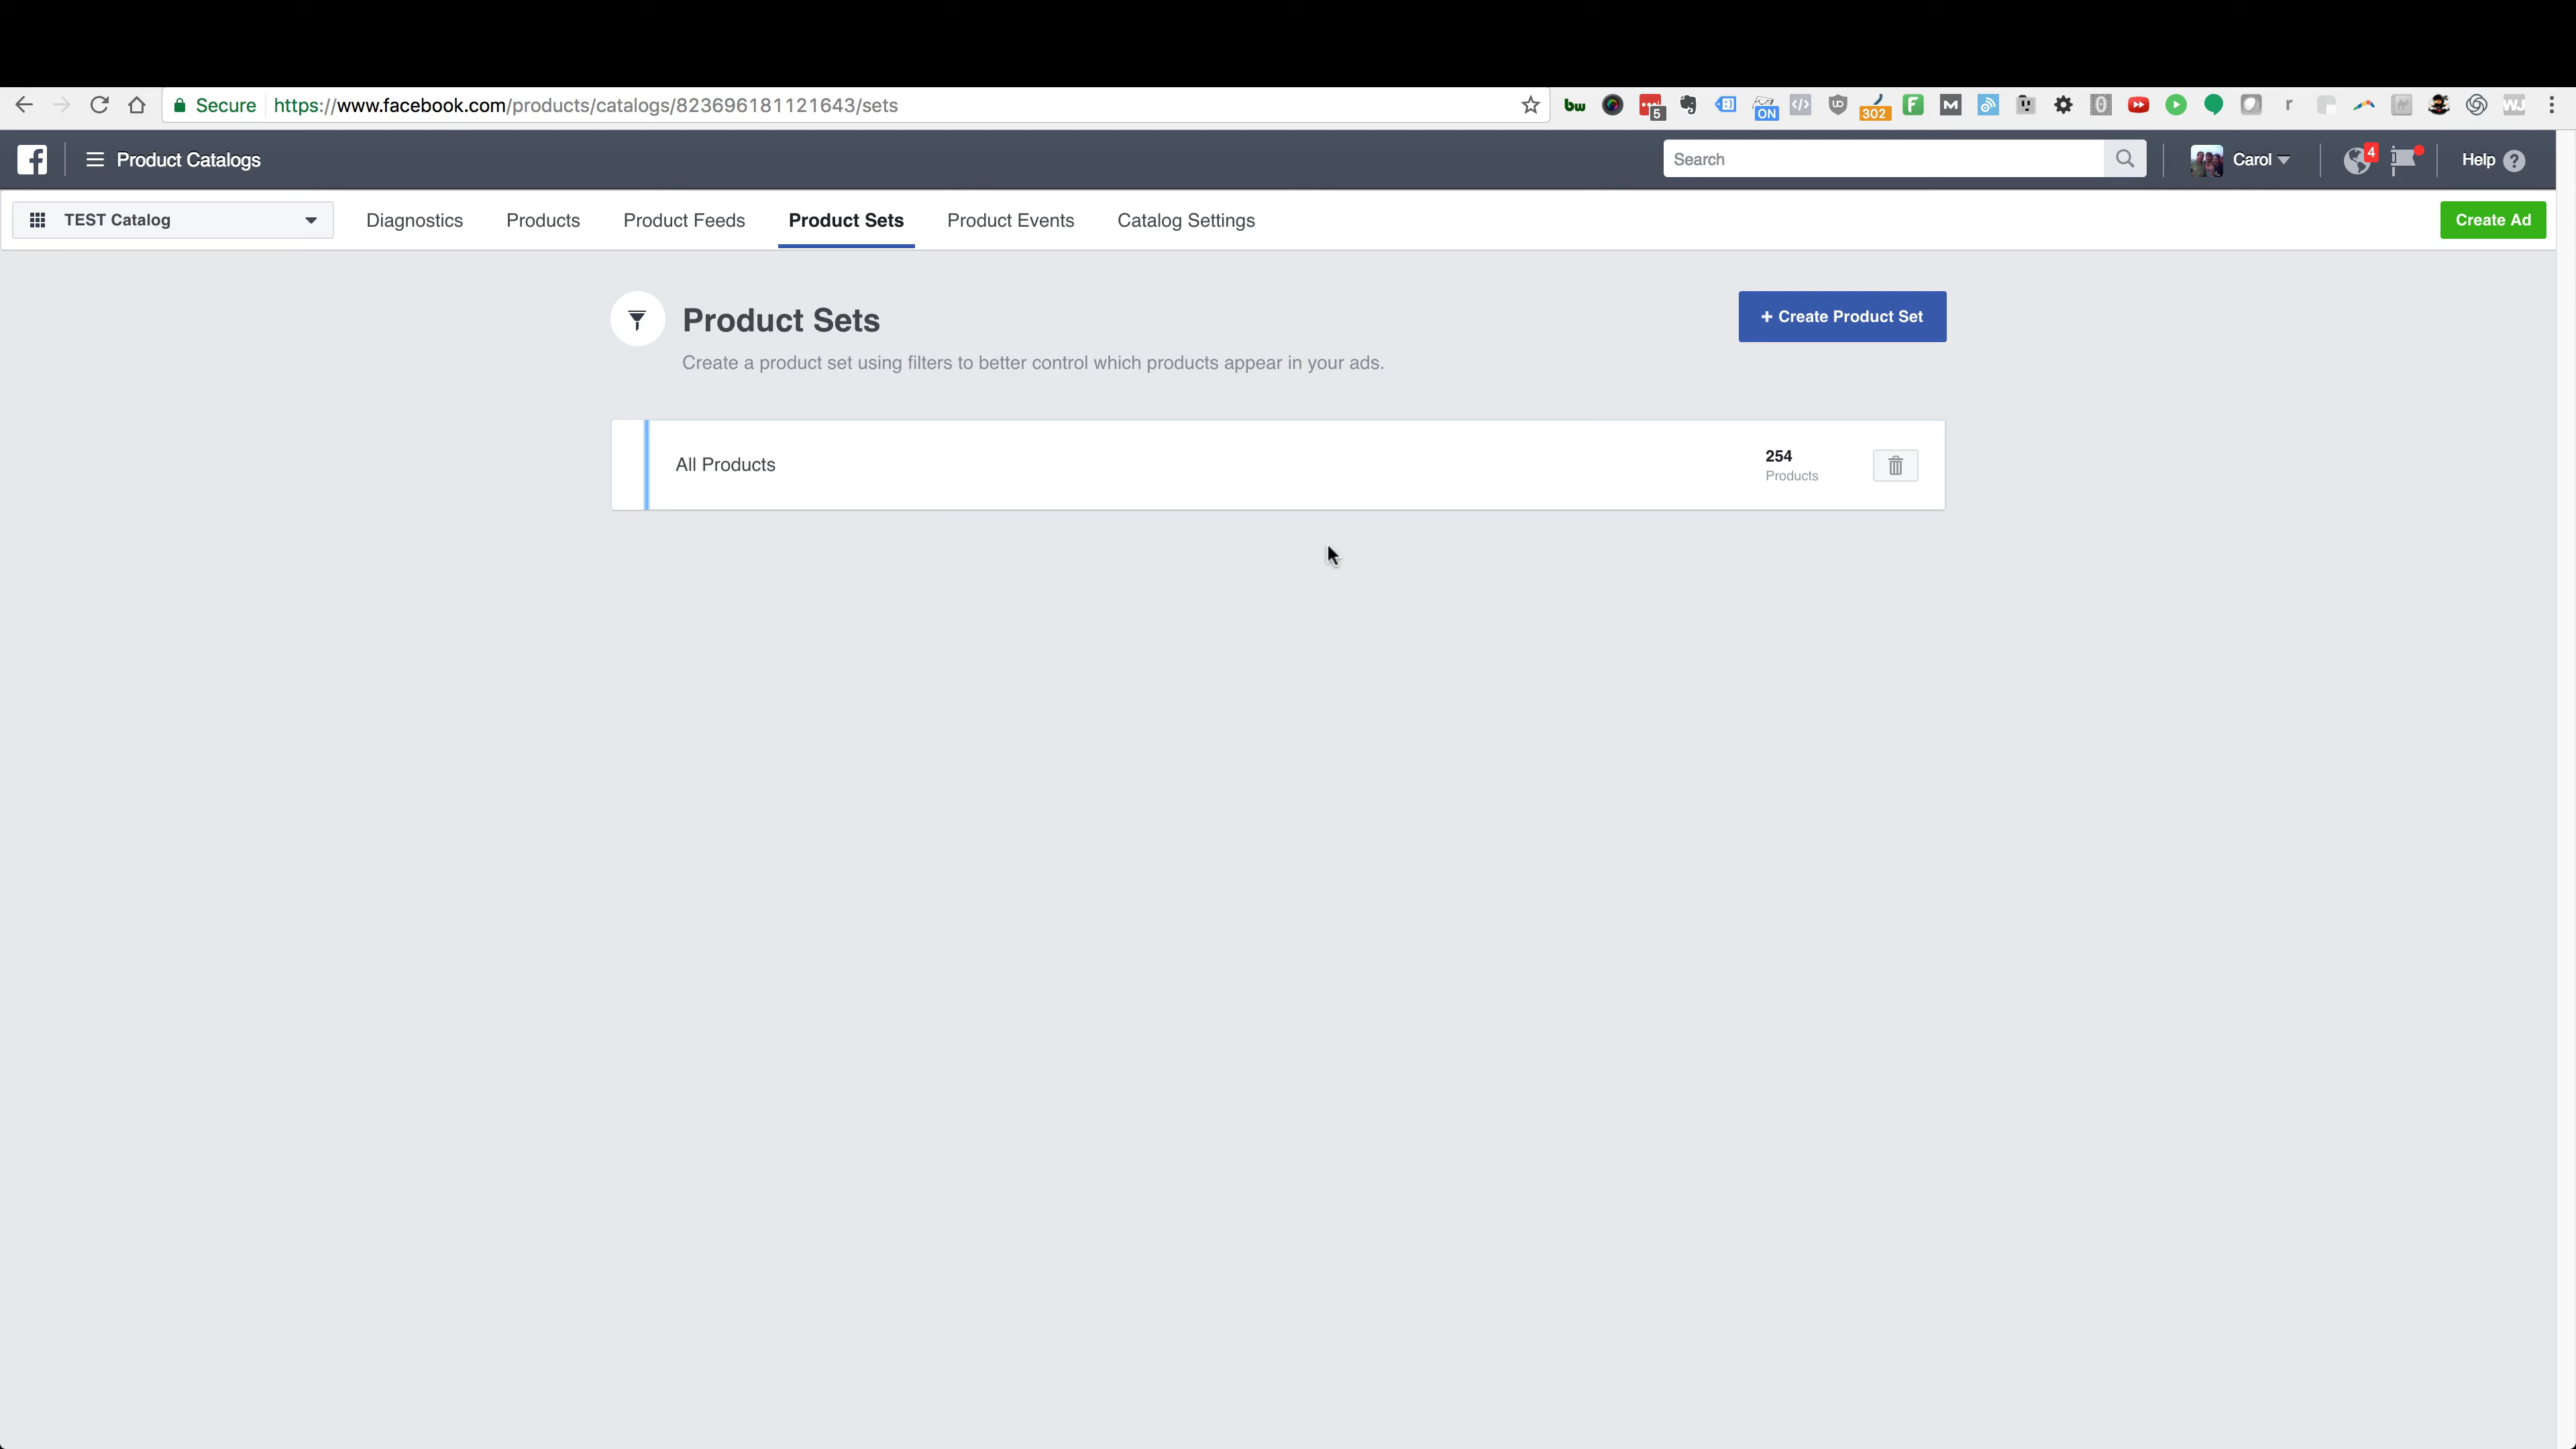 Secure https://www.facebook.com/products/catalogs/823696181121643/sets bw 5 ON 302 F M r WJ
Product Catalogs Search Carol 4 Help ?
TEST Catalog Diagnostics Products Product Feeds Product Sets Product Events Catalog Settings Create Ad
Product Sets + Create Product Set
Create a product set using filters to better control which products appear in your ads.
All Products 254
Products